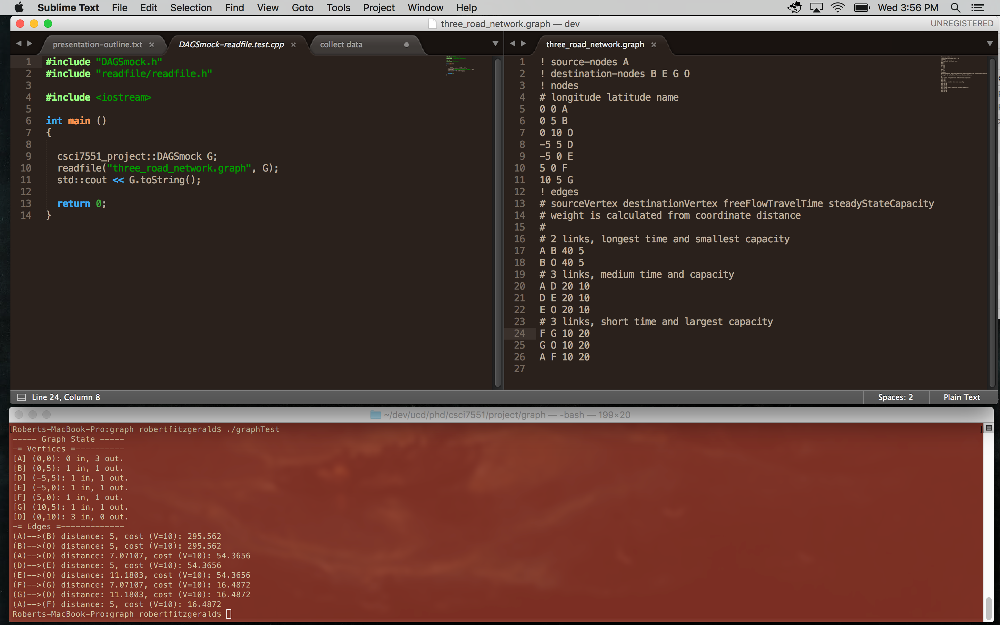 Sublime Text File Edit Selection Find View Goto Tools Project Window Help Wed 3:56 PM
three_road_network.graph — dev UNREGISTERED
presentation-outline.txt DAGSmock-readfile.test.cpp collect data
1 #include "DAGSmock.h"
2 #include "readfile/readfile.h"
3
4 #include <iostream>
5
6 int main ()
7 {
8
9 csci7551_project::DAGSmock G;
10 readfile("three_road_network.graph", G);
11 std::cout << G.toString();
12
13 return 0;
14 }
three_road_network.graph
1 ! source-nodes A
2 ! destination-nodes B E G O
3 ! nodes
4 # longitude latitude name
5 0 0 A
6 0 5 B
7 0 10 O
8 -5 5 D
9 -5 0 E
10 5 0 F
11 10 5 G
12 ! edges
13 # sourceVertex destinationVertex freeFlowTravelTime steadyStateCapacity
14 # weight is calculated from coordinate distance
15 #
16 # 2 links, longest time and smallest capacity
17 A B 40 5
18 B O 40 5
19 # 3 links, medium time and capacity
20 A D 20 10
21 D E 20 10
22 E O 20 10
23 # 3 links, short time and largest capacity
24 F G 10 20
25 G O 10 20
26 A F 10 20
27
Line 24, Column 8 Spaces: 2 Plain Text
~/dev/ucd/phd/csci7551/project/graph — -bash — 199×20
[Roberts-MacBook-Pro:graph robertfitzgerald$ ./graphTest ]
----- Graph State -----
-= Vertices =----------
[A] (0,0): 0 in, 3 out.
[B] (0,5): 1 in, 1 out.
[D] (-5,5): 1 in, 1 out.
[E] (-5,0): 1 in, 1 out.
[F] (5,0): 1 in, 1 out.
[G] (10,5): 1 in, 1 out.
[O] (0,10): 3 in, 0 out.
-= Edges =-------------
(A)-->(B) distance: 5, cost (V=10): 295.562
(B)-->(O) distance: 5, cost (V=10): 295.562
(A)-->(D) distance: 7.07107, cost (V=10): 54.3656
(D)-->(E) distance: 5, cost (V=10): 54.3656
(E)-->(O) distance: 11.1803, cost (V=10): 54.3656
(F)-->(G) distance: 7.07107, cost (V=10): 16.4872
(G)-->(O) distance: 11.1803, cost (V=10): 16.4872
(A)-->(F) distance: 5, cost (V=10): 16.4872
Roberts-MacBook-Pro:graph robertfitzgerald$